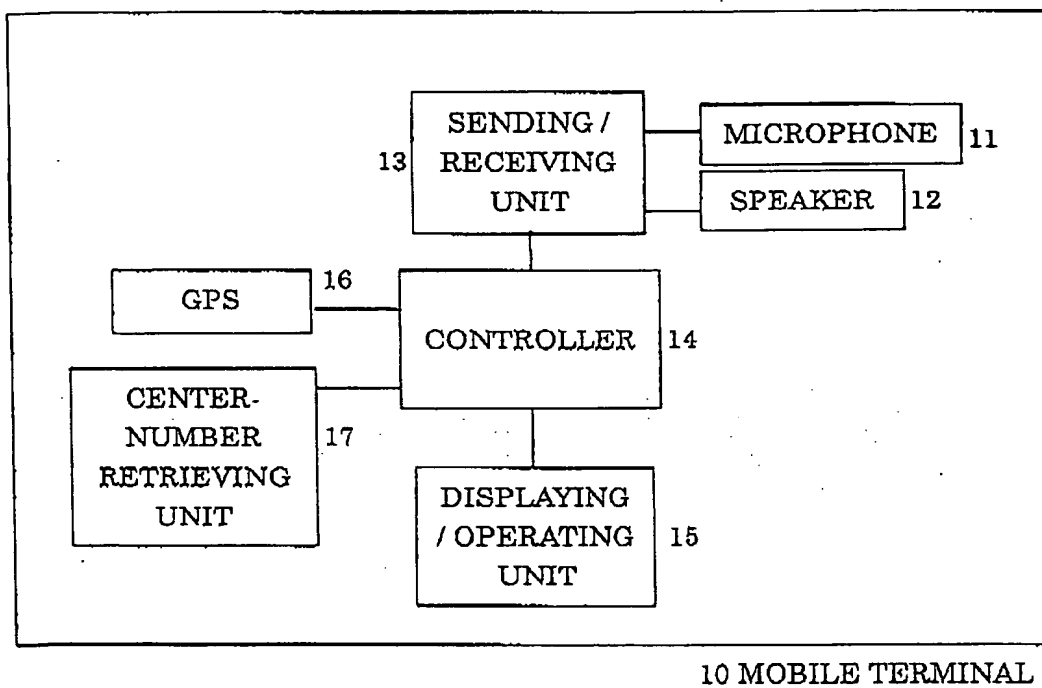 SENDING /
RECEIVING
UNIT
13
MICROPHONE
11
SPEAKER
12
GPS
16
CONTROLLER
14
CENTER-
NUMBER
RETRIEVING
UNIT
17
DISPLAYING
/ OPERATING
UNIT
15
10 MOBILE TERMINAL